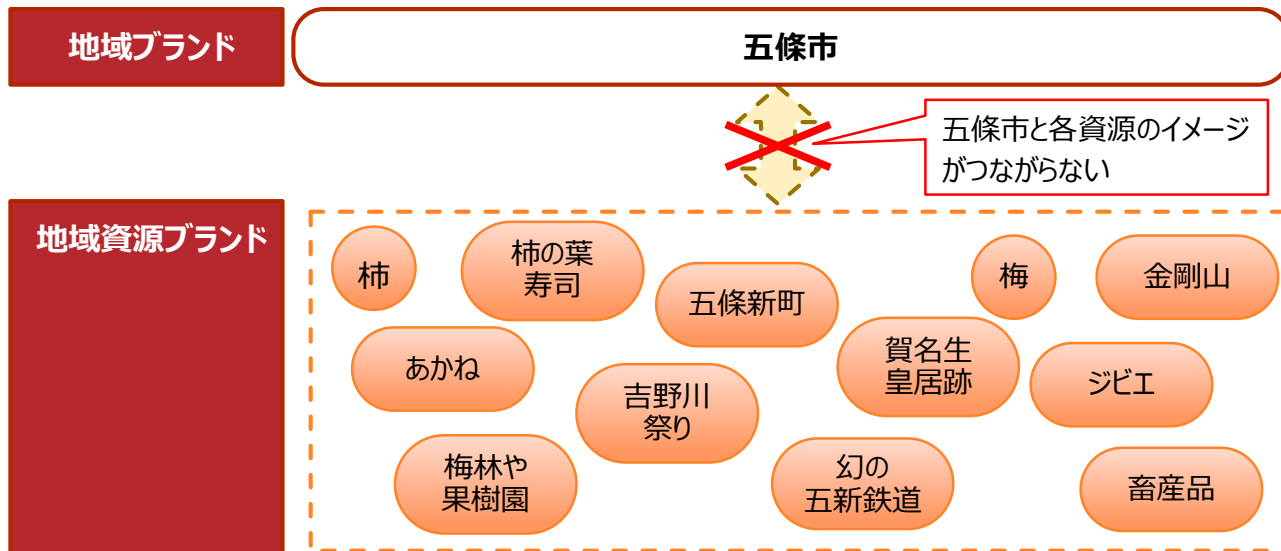 地域ブランド
五條市
五條市と各資源のイメージ
がつながらない
地域資源ブランド
柿
柿の葉
寿司
五條新町
梅
金剛山
あかね
吉野川
祭り
賀名生
皇居跡
ジビエ
梅林や
果樹園
幻の
五新鉄道
畜産品